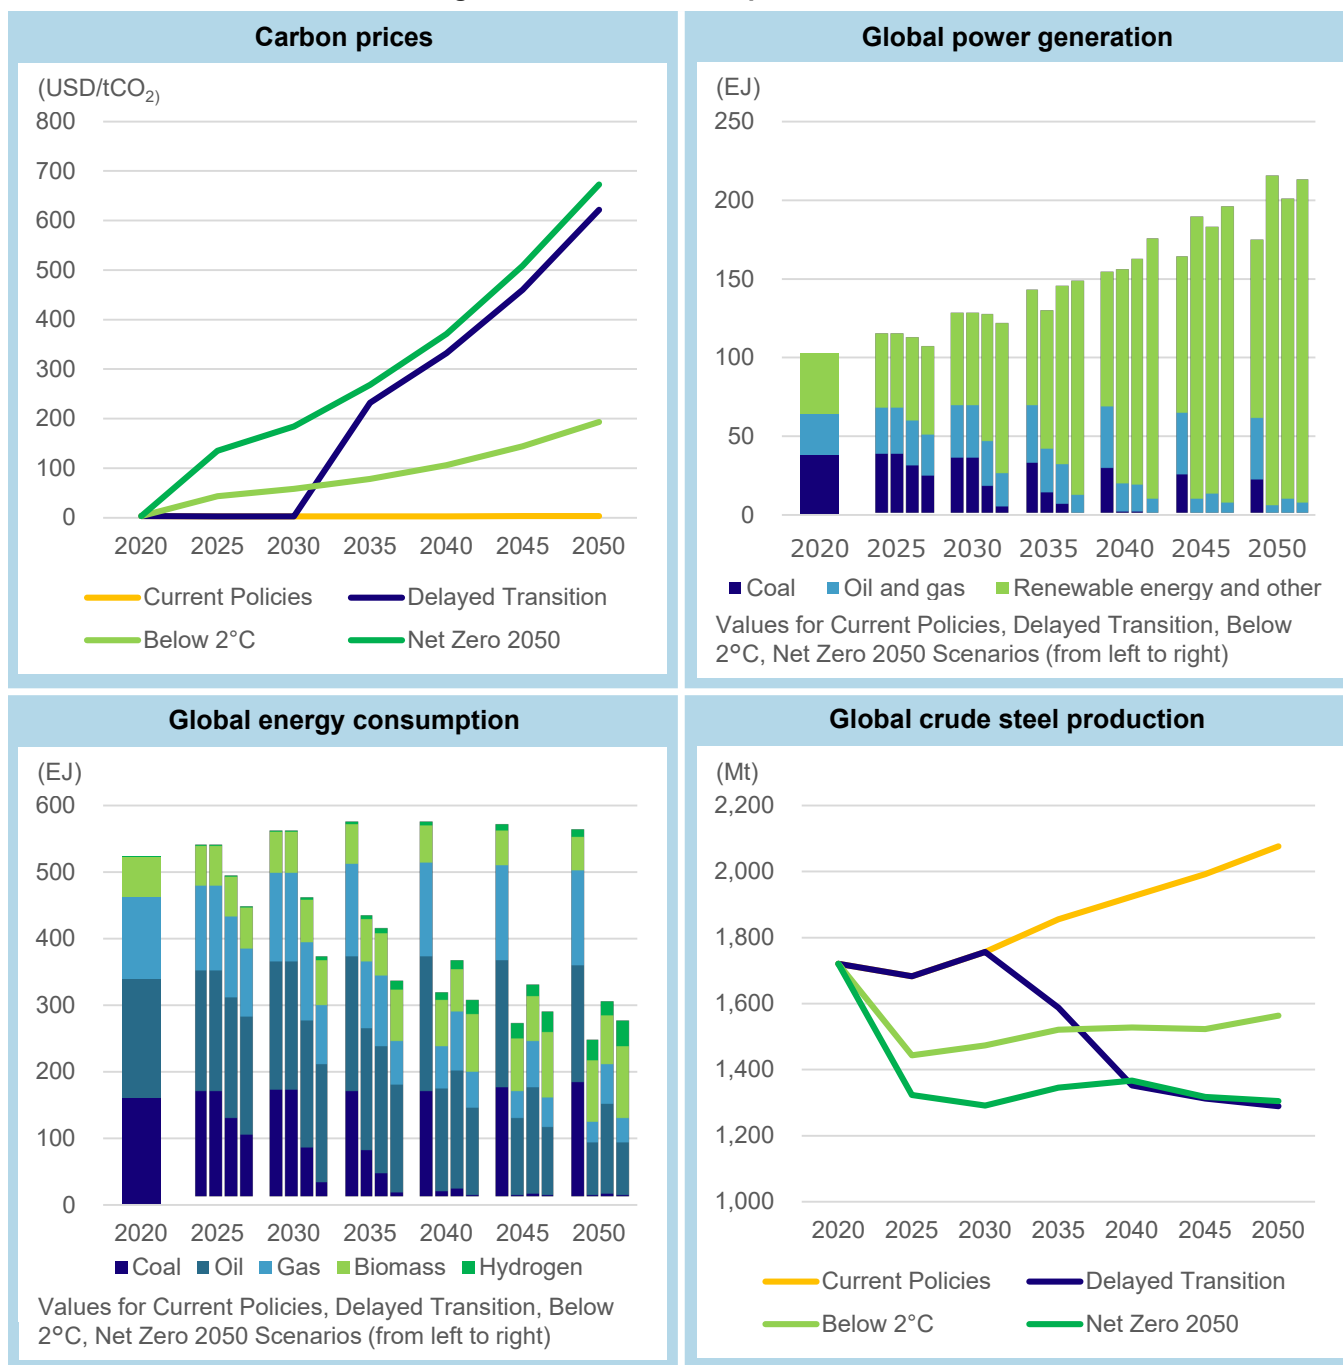 Carbon prices
(USD/tCO2)
800
700
600
500
400
300
200
100
0
2020 2025 2030 2035 2040 2045 2050
Current Policies Delayed Transition
Below 2°C Net Zero 2050
Global power generation
(EJ)
250
200
150
100
50
0
2020 2025 2030 2035 2040 2045 2050
Coal Oil and gas Renewable energy and other
Values for Current Policies, Delayed Transition, Below
2°C, Net Zero 2050 Scenarios (from left to right)
Global energy consumption
(EJ)
600
500
400
300
200
100
0
2020 2025 2030 2035 2040 2045 2050
Coal Oil Gas Biomass Hydrogen
Values for Current Policies, Delayed Transition, Below
2°C, Net Zero 2050 Scenarios (from left to right)
Global crude steel production
(Mt)
2,200
2,000
1,800
1,600
1,400
1,200
1,000
2020 2025 2030 2035 2040 2045 2050
Current Policies Delayed Transition
Below 2°C Net Zero 2050